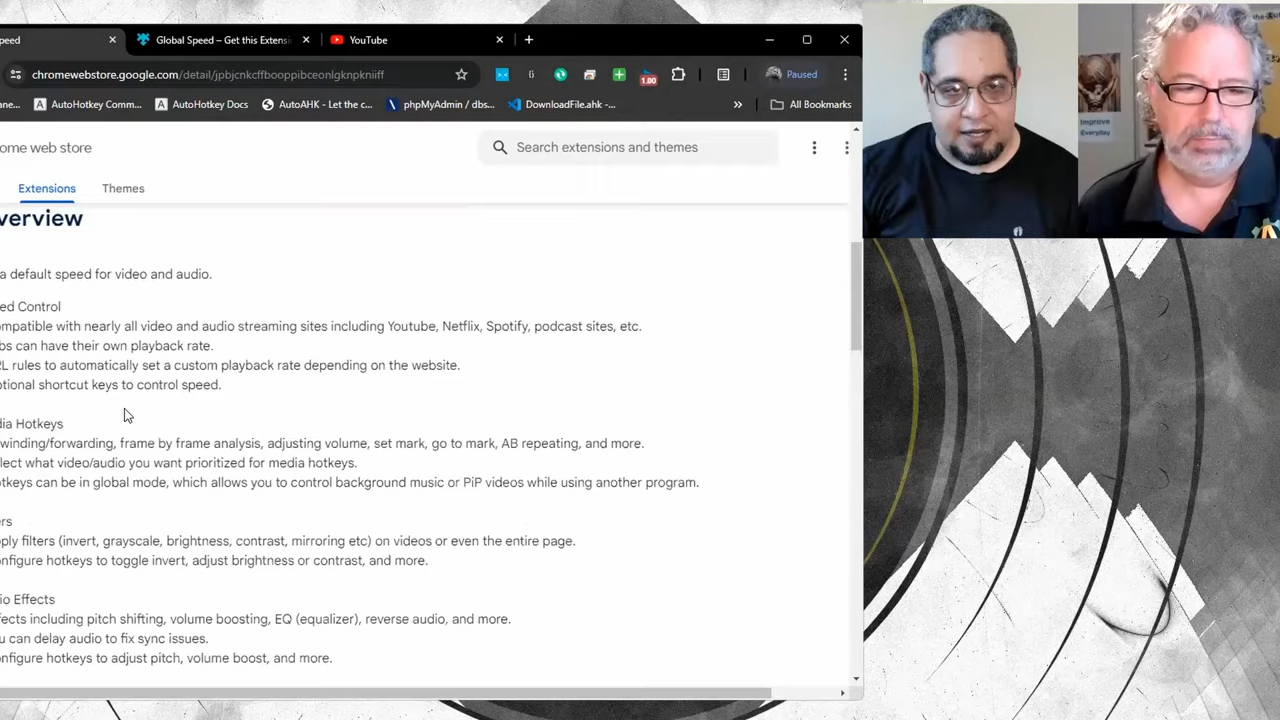 peed
Global Speed – Get this Extensi
YouTube
chromewebstore.google.com/detail/jpbjcnkcffbooppibceonlgknpkniiff
1.00
Paused
ane...
AutoHotkey Comm...
AutoHotkey Docs
AutoAHK - Let the c...
phpMyAdmin / dbs...
DownloadFile.ahk -...
»
All Bookmarks
ome web store
Search extensions and themes
Extensions
Themes
verview
a default speed for video and audio.
ed Control
ompatible with nearly all video and audio streaming sites including Youtube, Netflix, Spotify, podcast sites, etc.
bs can have their own playback rate.
RL rules to automatically set a custom playback rate depending on the website.
ptional shortcut keys to control speed.
dia Hotkeys
winding/forwarding, frame by frame analysis, adjusting volume, set mark, go to mark, AB repeating, and more.
lect what video/audio you want prioritized for media hotkeys.
otkeys can be in global mode, which allows you to control background music or PiP videos while using another program.
ers
ply filters (invert, grayscale, brightness, contrast, mirroring etc) on videos or even the entire page.
onfigure hotkeys to toggle invert, adjust brightness or contrast, and more.
io Effects
fects including pitch shifting, volume boosting, EQ (equalizer), reverse audio, and more.
u can delay audio to fix sync issues.
onfigure hotkeys to adjust pitch, volume boost, and more.
Improve
Everyday